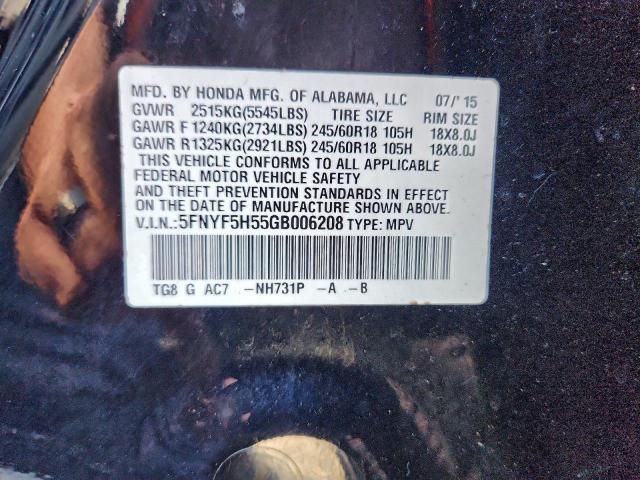 MFD. BY HONDA MFG. OF ALABAMA, LLC 07/'15
GVWR 2515KG(5545LBS) TIRE SIZE RIM SIZE
GAWR F 1240KG(2734LBS) 245/60R18 105H 18X8.0J
GAWR R1325KG(2921LBS) 245/60R18 105H 18X8.0J
THIS VEHICLE CONFORMS TO ALL APPLICABLE
FEDERAL MOTOR VEHICLE SAFETY
AND THEFT PREVENTION STANDARDS IN EFFECT
ON THE DATE OF MANUFACTURE SHOWN ABOVE.
V.I.N.:5FNYF5H55GB006208 TYPE: MPV
TG8 G AC7 -NH731P -A -B